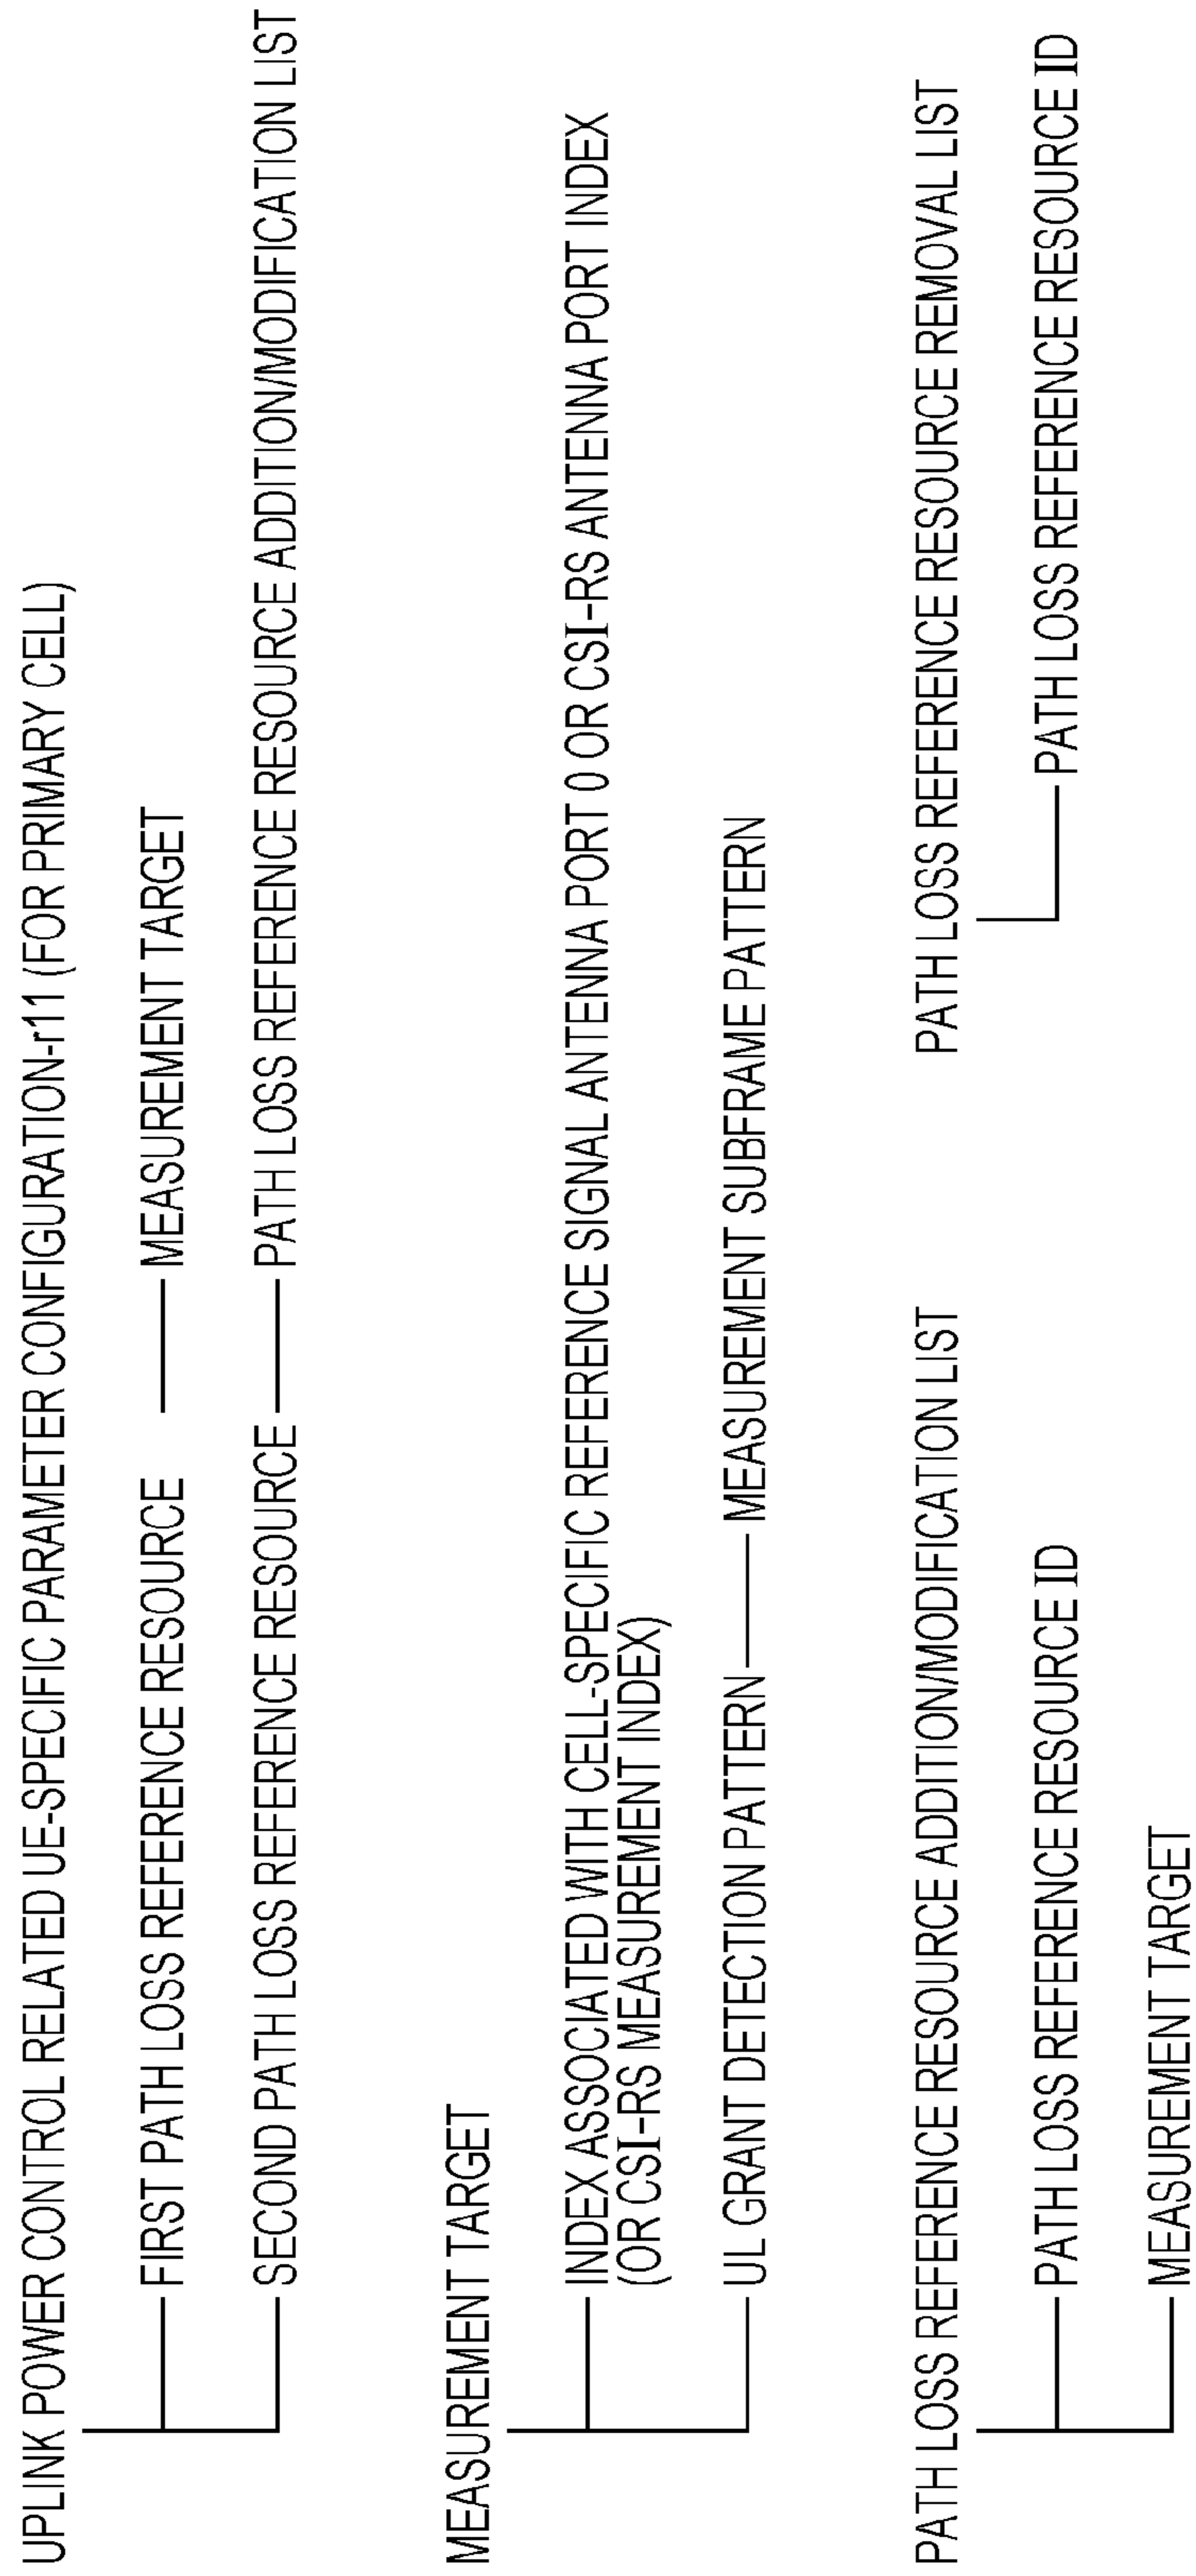 UPLINK POWER CONTROL RELATED UE-SPECIFIC PARAMETER CONFIGURATION-r11 (FOR PRIMARY CELL)
FIRST PATH LOSS REFERENCE RESOURCE
MEASUREMENT TARGET
SECOND PATH LOSS REFERENCE RESOURCE
PATH LOSS REFERENCE RESOURCE ADDITION/MODIFICATION LIST
MEASUREMENT TARGET
INDEX ASSOCIATED WITH CELL-SPECIFIC REFERENCE SIGNAL ANTENNA PORT 0 OR CSI-RS ANTENNA PORT INDEX
(OR CSI-RS MEASUREMENT INDEX)
UL GRANT DETECTION PATTERN
MEASUREMENT SUBFRAME PATTERN
PATH LOSS REFERENCE RESOURCE ADDITION/MODIFICATION LIST
PATH LOSS REFERENCE RESOURCE ID
MEASUREMENT TARGET
PATH LOSS REFERENCE RESOURCE REMOVAL LIST
PATH LOSS REFERENCE RESOURCE ID